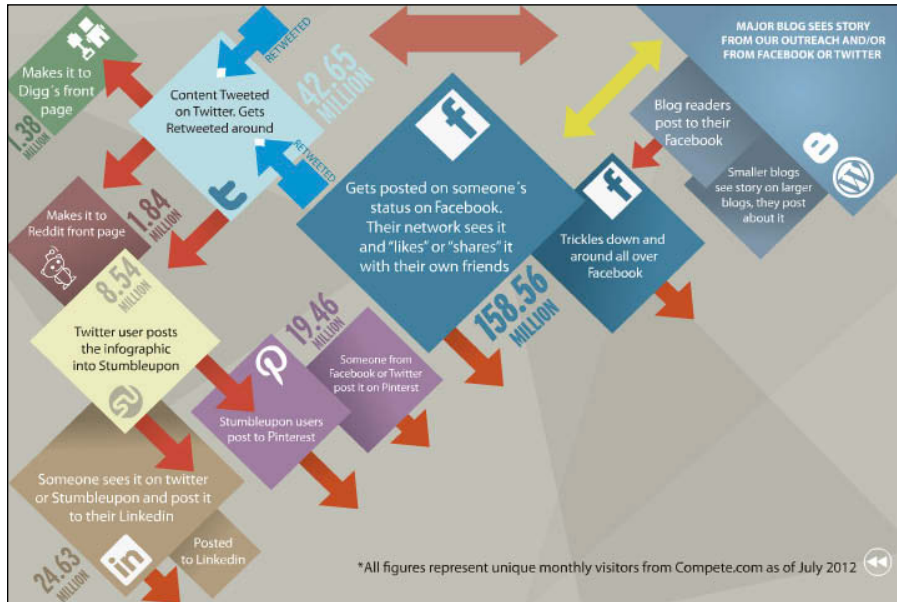 MAJOR BLOG SEES STORY
FROM OUR OUTREACH AND/OR
FROM FACEBOOK OR TWITTER
Makes it to
Digg's front
page
1.38
MILLION
Content Tweeted
on Twitter. Gets
Retweeted around
RETWEETED
RETWEETED
42.65
MILLION
Blog readers
post to their
Facebook
Smaller blogs
see story on larger
blogs, they post
about it
Gets posted on someone's
status on Facebook.
Their network sees it
and "likes" or "shares" it
with their own friends
158.56
MILLION
Trickles down and
around all over
Facebook
Makes it to
Reddit front page
1.84
MILLION
8.54
MILLION
Twitter user posts
the infographic
into Stumbleupon
19.46
MILLION
Someone from
Facebook or Twitter
post it on Pinterst
Stumbleupon users
post to Pinterest
Someone sees it on twitter
or Stumbleupon and post it
to their Linkedin
24.63
MILLION
in
Posted
to Linkedin
*All figures represent unique monthly visitors from Compete.com as of July 2012